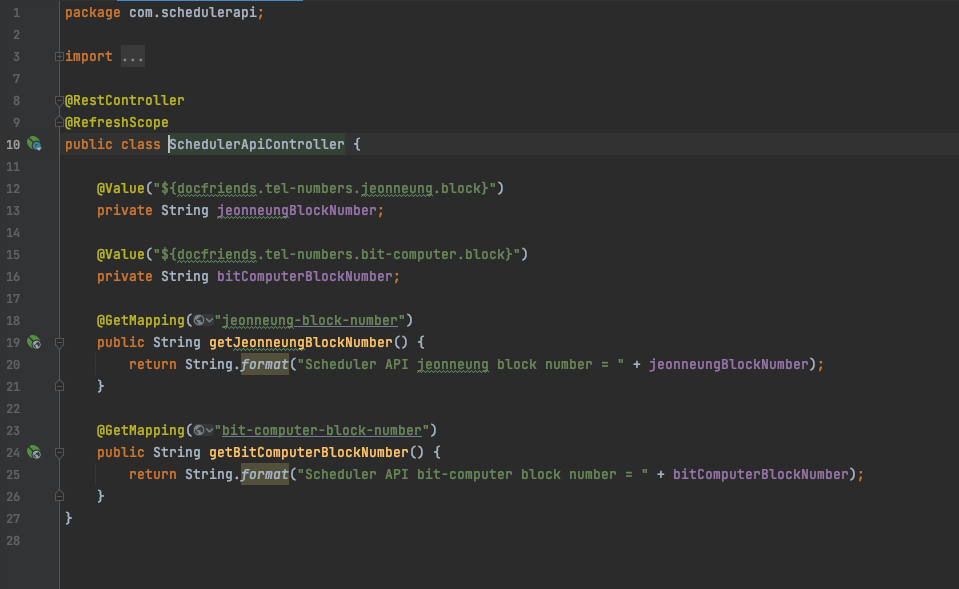 1 package com.schedulerapi;
2
3 import ...
7
8 @RestController
9 @RefreshScope
10 public class SchedulerApiController {
11
12 @Value("${docfriends.tel-numbers.jeonneung.block}")
13 private String jeonneungBlockNumber;
14
15 @Value("${docfriends.tel-numbers.bit-computer.block}")
16 private String bitComputerBlockNumber;
17
18 @GetMapping("jeonneung-block-number")
19 public String getJeonneungBlockNumber() {
20 return String.format("Scheduler API jeonneung block number = " + jeonneungBlockNumber);
21 }
22
23 @GetMapping("bit-computer-block-number")
24 public String getBitComputerBlockNumber() {
25 return String.format("Scheduler API bit-computer block number = " + bitComputerBlockNumber);
26 }
27 }
28